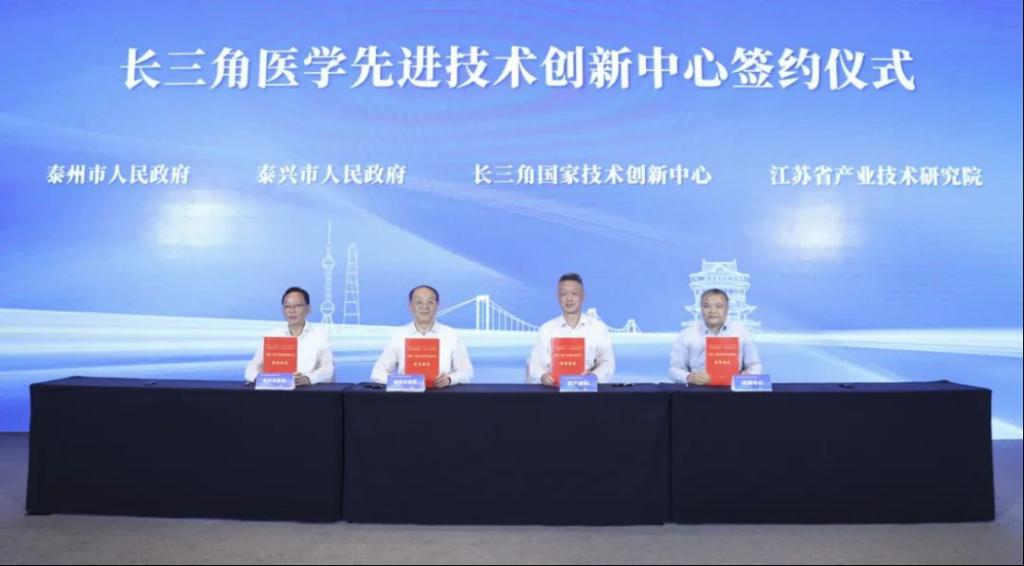 长三角医学先进技术创新中心签约仪式
泰州市人民政府 泰兴市人民政府 长三角国家技术创新中心 江苏省产业技术研究院